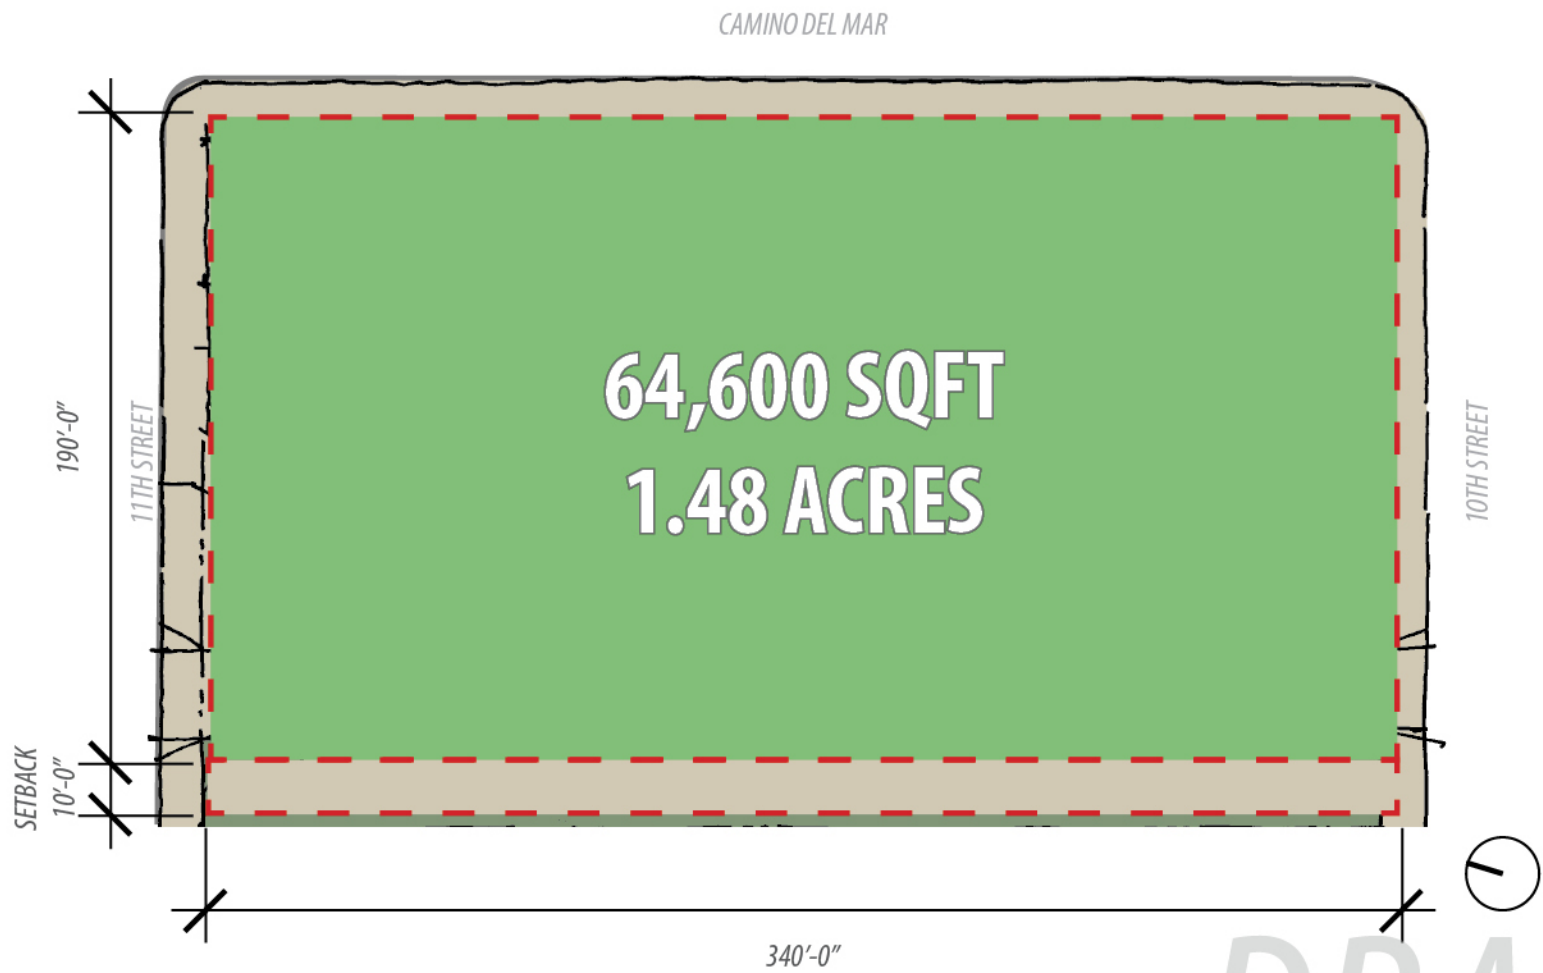 CAMINO DEL MAR
190'-0"
11TH STREET
64,600 SQFT
1.48 ACRES
10TH STREET
SETBACK
10'-0"
340'-0"